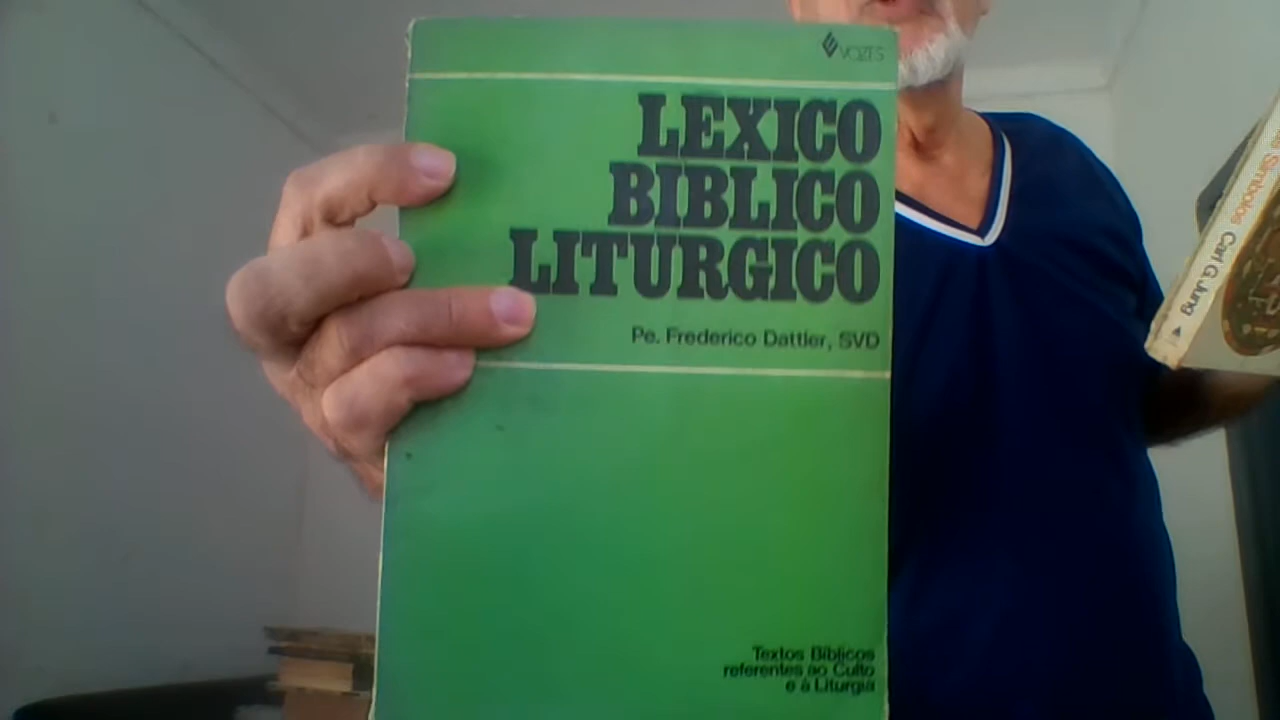 VOZES
LEXICO
BIBLICO
LITURGICO
Pe. Frederico Dattler, SVD
Textos Bíblicos
referentes ao Culto
e à Liturgia
Símbolos Carl G. Jung